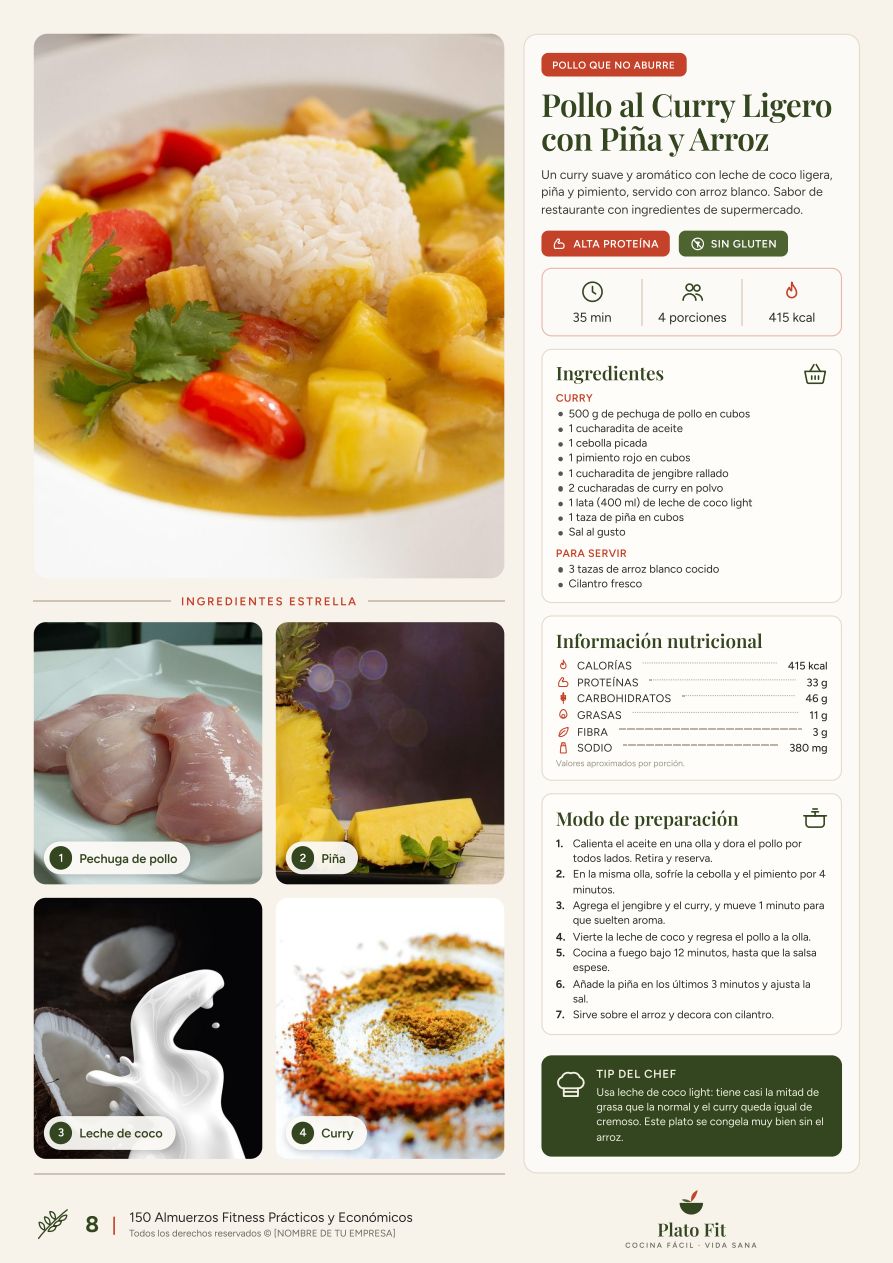 POLLO QUE NO ABURRE
Pollo al Curry Ligero
con Piña y Arroz
Un curry suave y aromático con leche de coco ligera,
piña y pimiento, servido con arroz blanco. Sabor de
restaurante con ingredientes de supermercado.
ALTA PROTEÍNA
SIN GLUTEN
35 min
4 porciones
415 kcal
Ingredientes
CURRY
500 g de pechuga de pollo en cubos
1 cucharadita de aceite
1 cebolla picada
1 pimiento rojo en cubos
1 cucharadita de jengibre rallado
2 cucharadas de curry en polvo
1 lata (400 ml) de leche de coco light
1 taza de piña en cubos
Sal al gusto
PARA SERVIR
3 tazas de arroz blanco cocido
Cilantro fresco
Información nutricional
CALORÍAS 415 kcal
PROTEÍNAS 33 g
CARBOHIDRATOS 46 g
GRASAS 11 g
FIBRA 3 g
SODIO 380 mg
Valores aproximados por porción.
Modo de preparación
1. Calienta el aceite en una olla y dora el pollo por
todos lados. Retira y reserva.
2. En la misma olla, sofríe la cebolla y el pimiento por 4
minutos.
3. Agrega el jengibre y el curry, y mueve 1 minuto para
que suelten aroma.
4. Vierte la leche de coco y regresa el pollo a la olla.
5. Cocina a fuego bajo 12 minutos, hasta que la salsa
espese.
6. Añade la piña en los últimos 3 minutos y ajusta la
sal.
7. Sirve sobre el arroz y decora con cilantro.
TIP DEL CHEF
Usa leche de coco light: tiene casi la mitad de
grasa que la normal y el curry queda igual de
cremoso. Este plato se congela muy bien sin el
arroz.
INGREDIENTES ESTRELLA
1 Pechuga de pollo
2 Piña
3 Leche de coco
4 Curry
8
150 Almuerzos Fitness Prácticos y Económicos
Todos los derechos reservados © [NOMBRE DE TU EMPRESA]
Plato Fit
COCINA FÁCIL · VIDA SANA